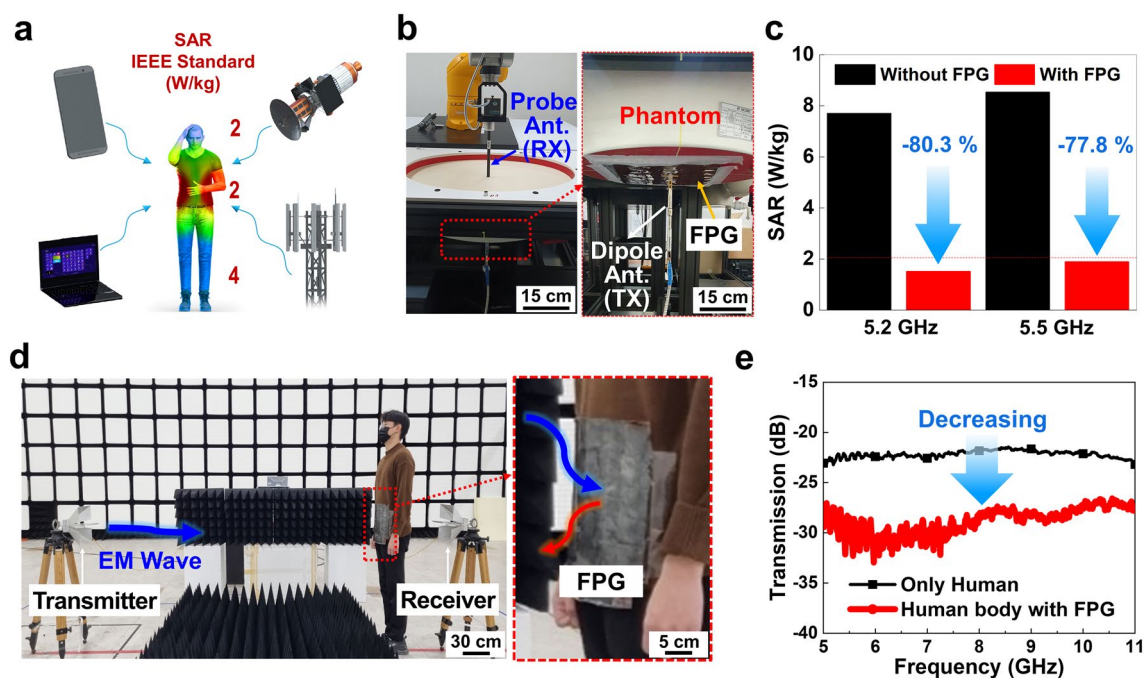 a
SAR
IEEE Standard
(W/kg)
2
2
4
b
Probe
Ant.
(RX)
15 cm
Phantom
FPG
Dipole
Ant.
(TX)
15 cm
c
SAR (W/kg)
10
8
6
4
2
0
Without FPG
With FPG
-80.3 %
-77.8 %
5.2 GHz
5.5 GHz
d
EM Wave
Transmitter
Receiver
30 cm
FPG
5 cm
e
Transmission (dB)
-15
-20
-25
-30
-35
-40
Decreasing
Only Human
Human body with FPG
5
6
7
8
9
10
11
Frequency (GHz)